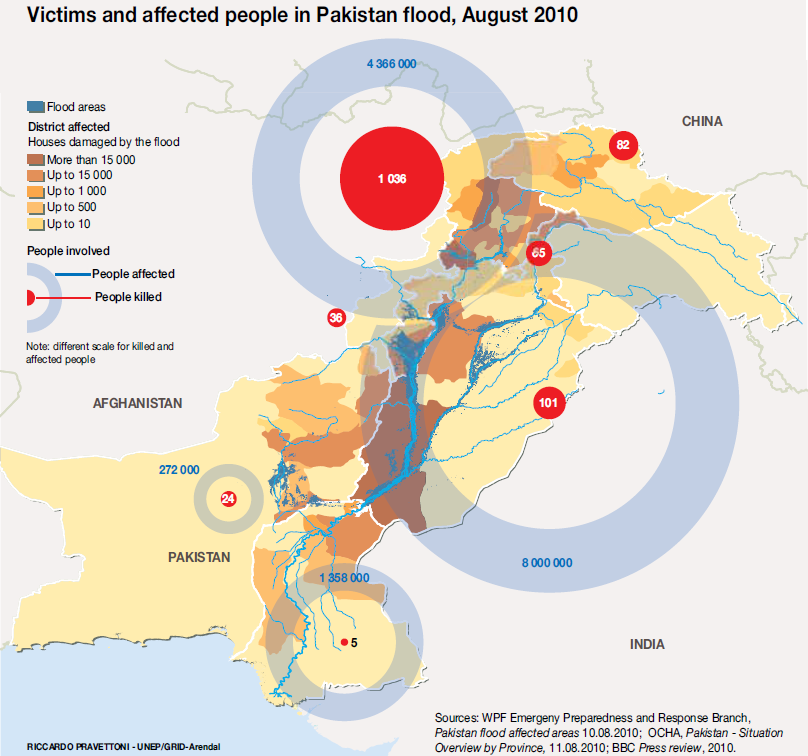 Victims and affected people in Pakistan flood, August 2010
4 366 000
Flood areas
District affected
Houses damaged by the flood
More than 15 000
Up to 15 000
Up to 1 000
Up to 500
Up to 10
People involved
People affected
People killed
Note: different scale for killed and
affected people
CHINA
82
1 036
65
36
AFGHANISTAN
101
272 000
24
PAKISTAN
8 000 000
1 358 000
5
INDIA
Sources: WPF Emergeny Preparedness and Response Branch,
Pakistan flood affected areas 10.08.2010; OCHA, Pakistan - Situation
Overview by Province, 11.08.2010; BBC Press review, 2010.
RICCARDO PRAVETTONI - UNEP/GRID-Arendal